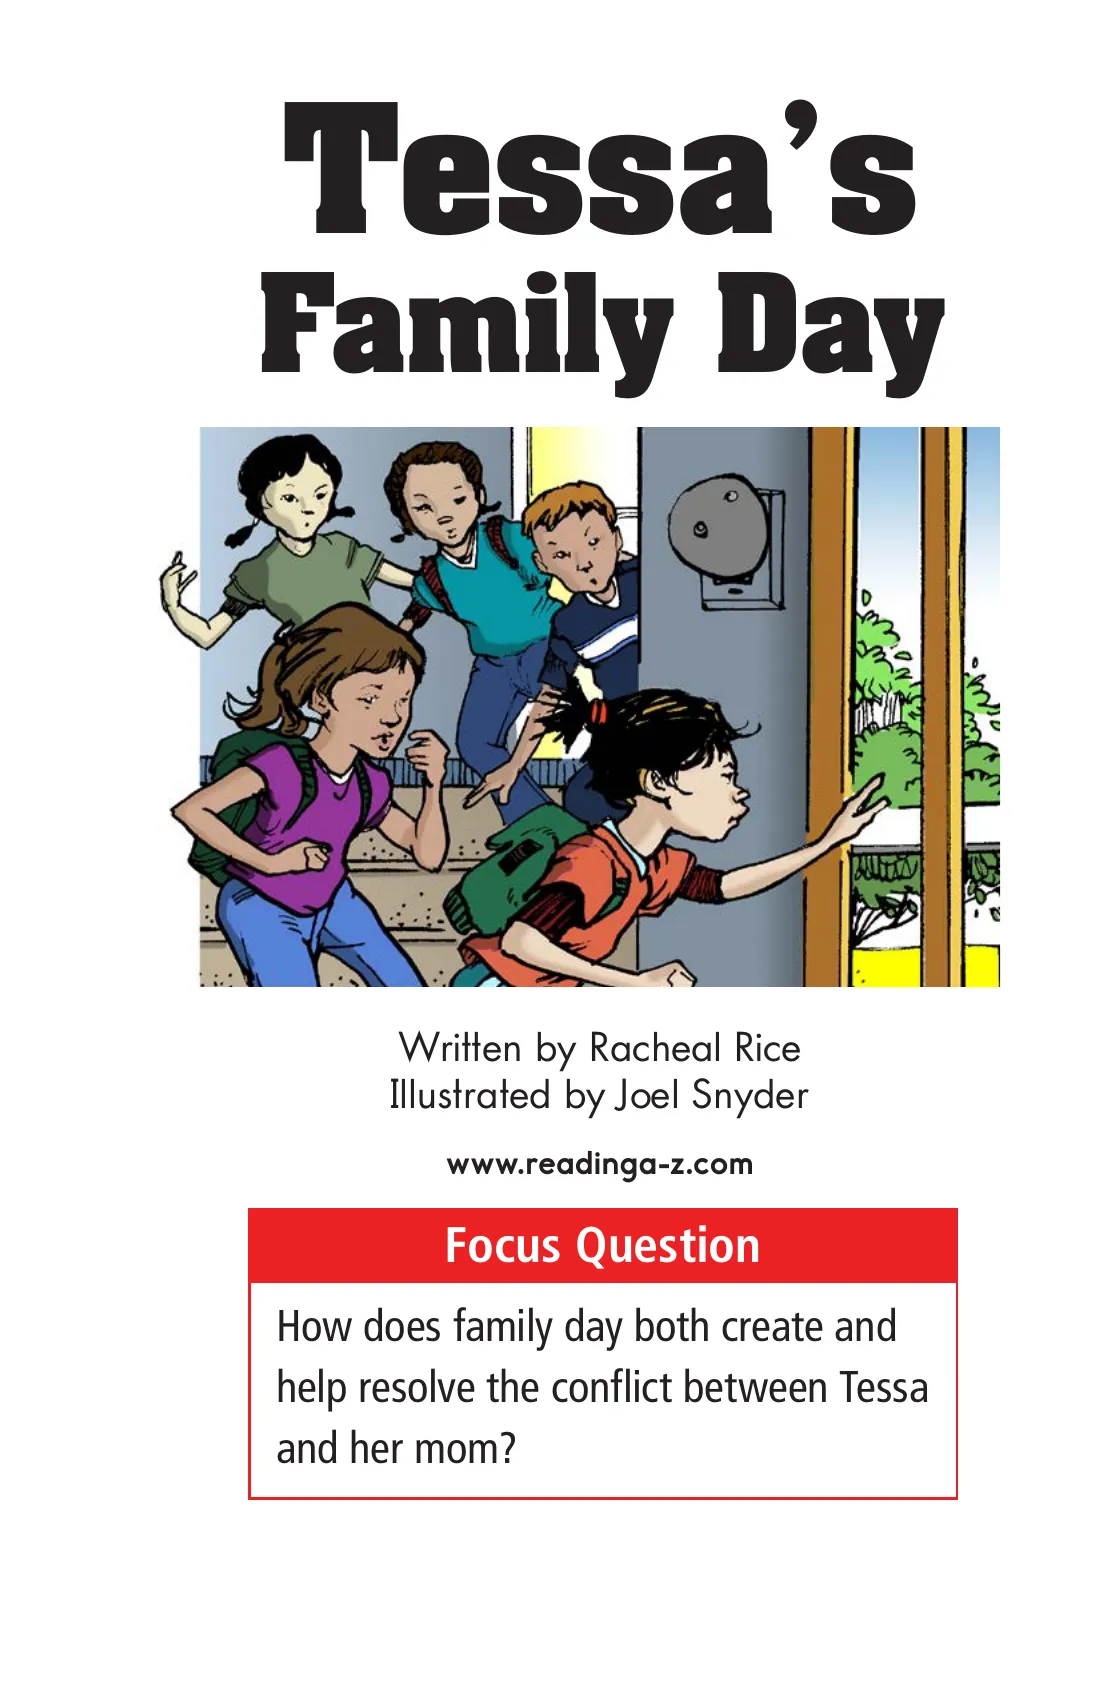 Tessa's
Family Day
Written by Racheal Rice
Illustrated by Joel Snyder
www.readinga-z.com
Focus Question
How does family day both create and
help resolve the conflict between Tessa
and her mom?